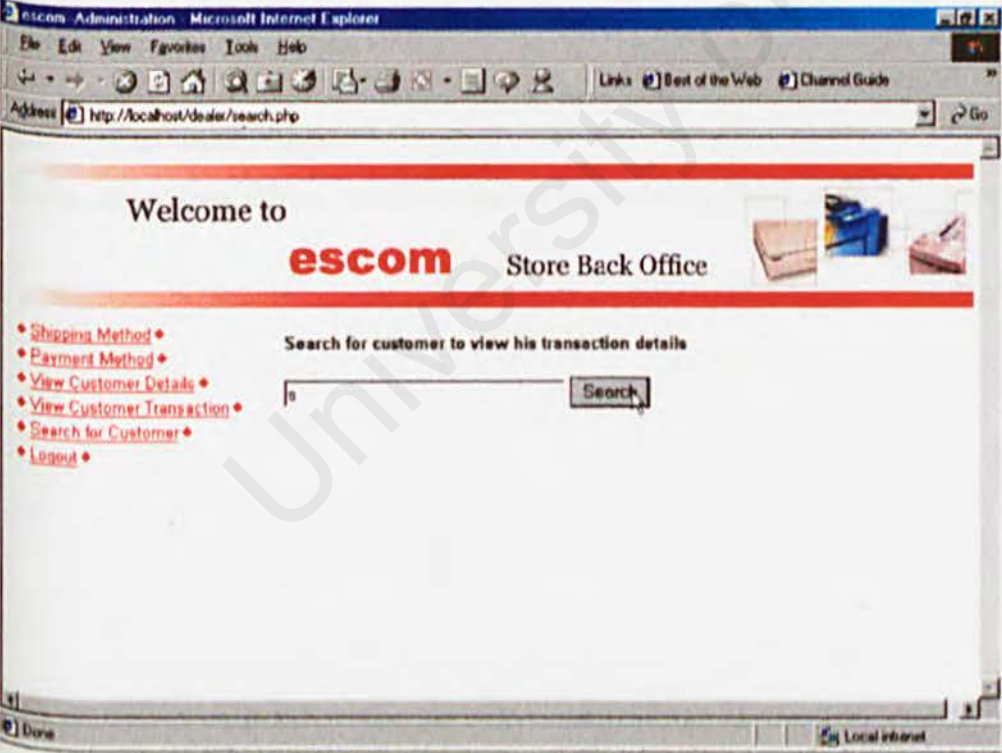 escom Administration - Microsoft Internet Explorer
File Edit View Favorites Tools Help
Links Best of the Web Channel Guide
Address http://localhost/dealer/search.php Go
Welcome to
escom Store Back Office
Shipping Method
Payment Method
View Customer Details
View Customer Transaction
Search for Customer
Logout
Search for customer to view his transaction details
s Search
Done Local intranet
University of